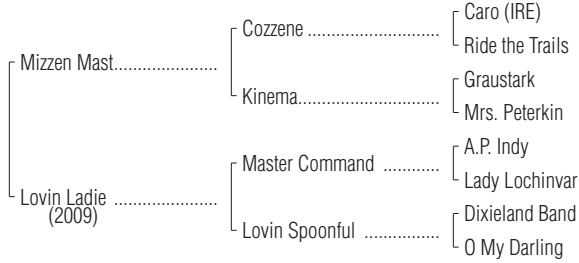 Caro (IRE)
Cozzene ............................
Ride the Trails
Mizzen Mast......................
Graustark
Kinema..............................
Mrs. Peterkin
A.P. Indy
Master Command ............
Lady Lochinvar
Lovin Ladie ......................
(2009)
Dixieland Band
Lovin Spoonful ................
O My Darling